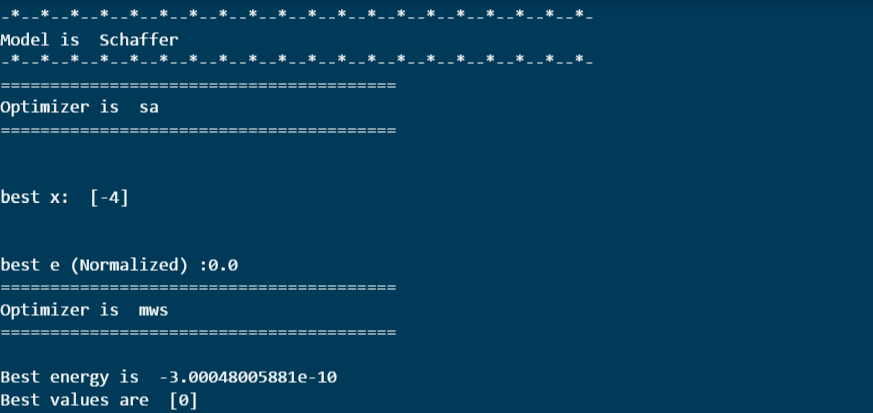 _*__*__*__*__*__*__*__*__*__*__*__*__*__*__*__*__*__*__*__*_
Model is  Schaffer
_*__*__*__*__*__*__*__*__*__*__*__*__*__*__*__*__*__*__*__*_
========================================
Optimizer is  sa
========================================
best x:  [-4]
best e (Normalized) :0.0
========================================
Optimizer is  mws
========================================
Best energy is  -3.00048005881e-10
Best values are  [0]